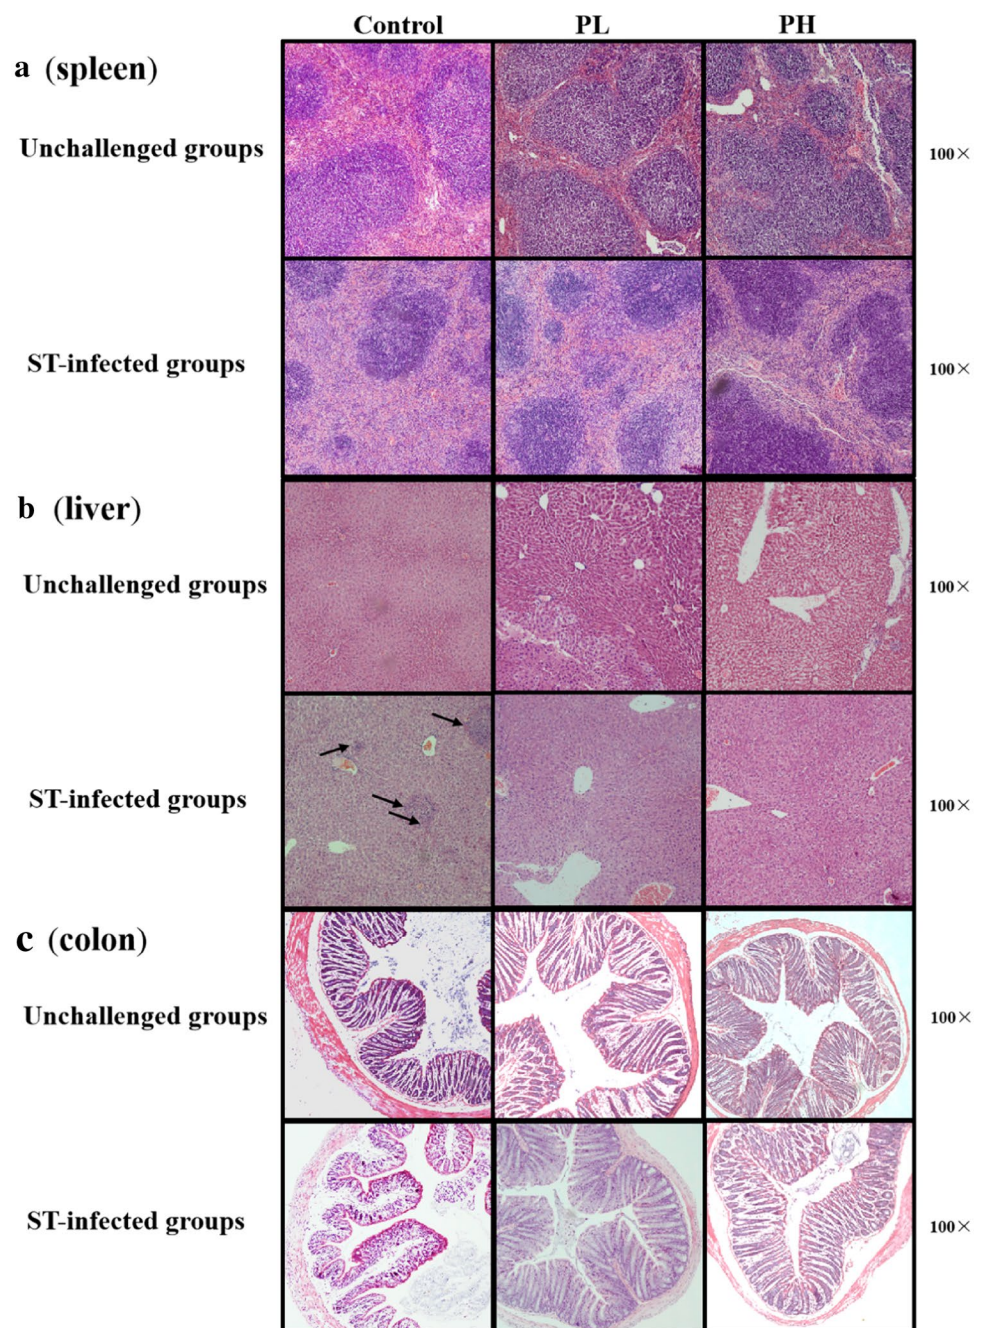 Control PL PH
a (spleen)
Unchallenged groups 100×
ST-infected groups 100×
b (liver)
Unchallenged groups 100×
ST-infected groups 100×
c (colon)
Unchallenged groups 100×
ST-infected groups 100×